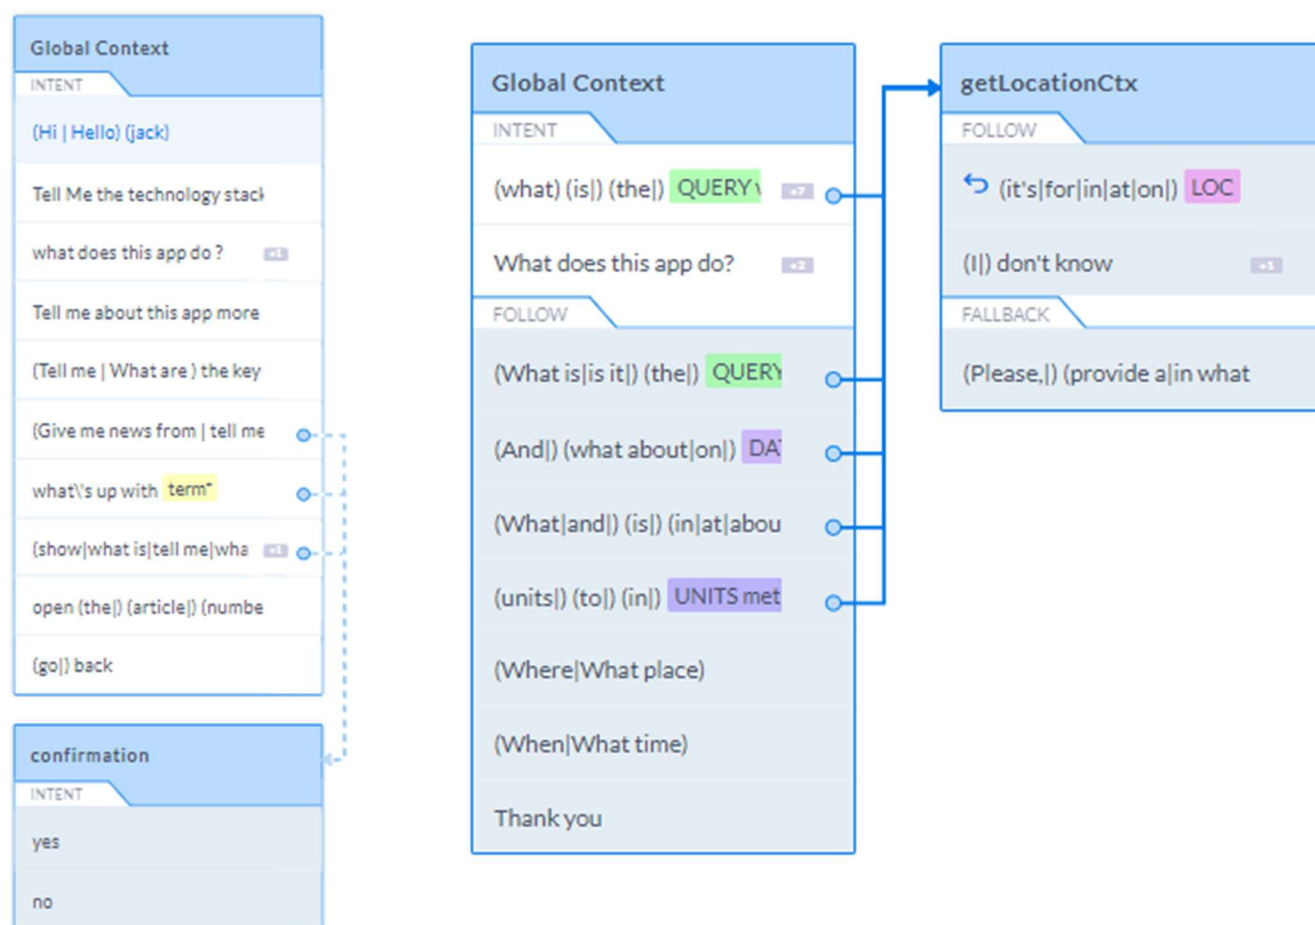 Global Context
INTENT
(Hi | Hello) (jack)
Tell Me the technology stack
what does this app do ? +1
Tell me about this app more
(Tell me | What are ) the key
(Give me news from | tell me
what\'s up with term*
(show|what is|tell me|wha +1
open (the|) (article|) (numbe
(go|) back
confirmation
INTENT
yes
no
Global Context
INTENT
(what) (is|) (the|) QUERY +7
What does this app do? +2
FOLLOW
(What is|is it|) (the|) QUERY
(And|) (what about|on|) DA
(What|and|) (is|) (in|at|abou
(units|) (to|) (in|) UNITS met
(Where|What place)
(When|What time)
Thank you
getLocationCtx
FOLLOW
(it's|for|in|at|on|) LOC
(I|) don't know +1
FALLBACK
(Please,|) (provide a|in what